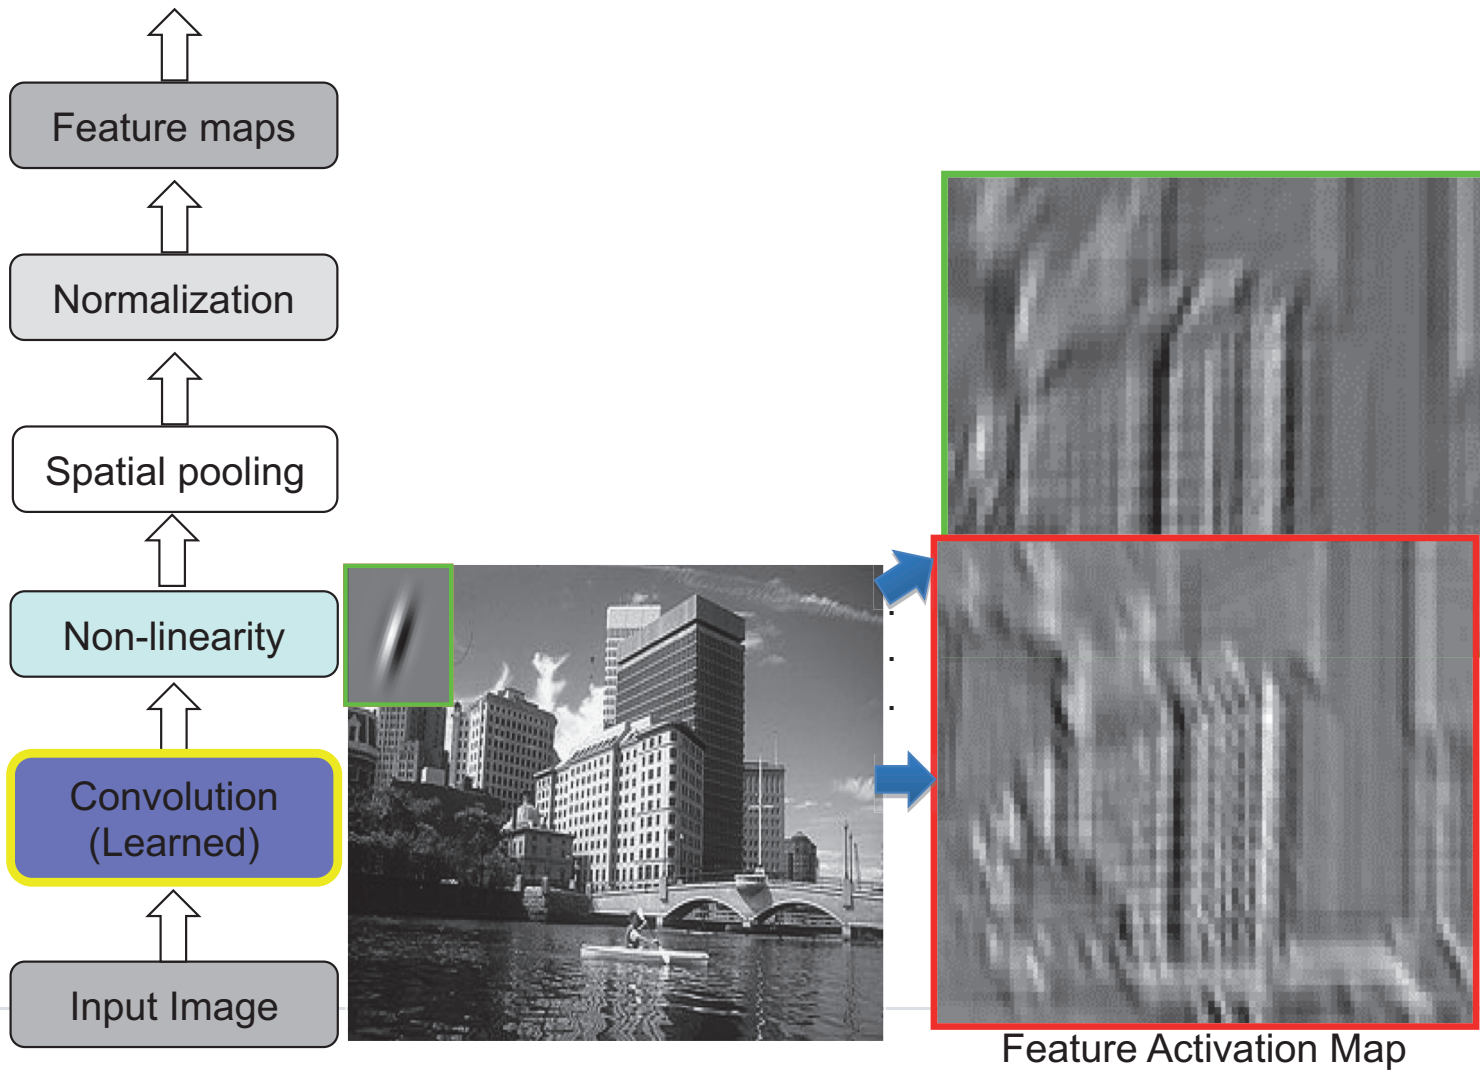 Feature maps
Normalization
Spatial pooling
Non-linearity
Convolution
(Learned)
Input Image
.
.
.
Feature Activation Map